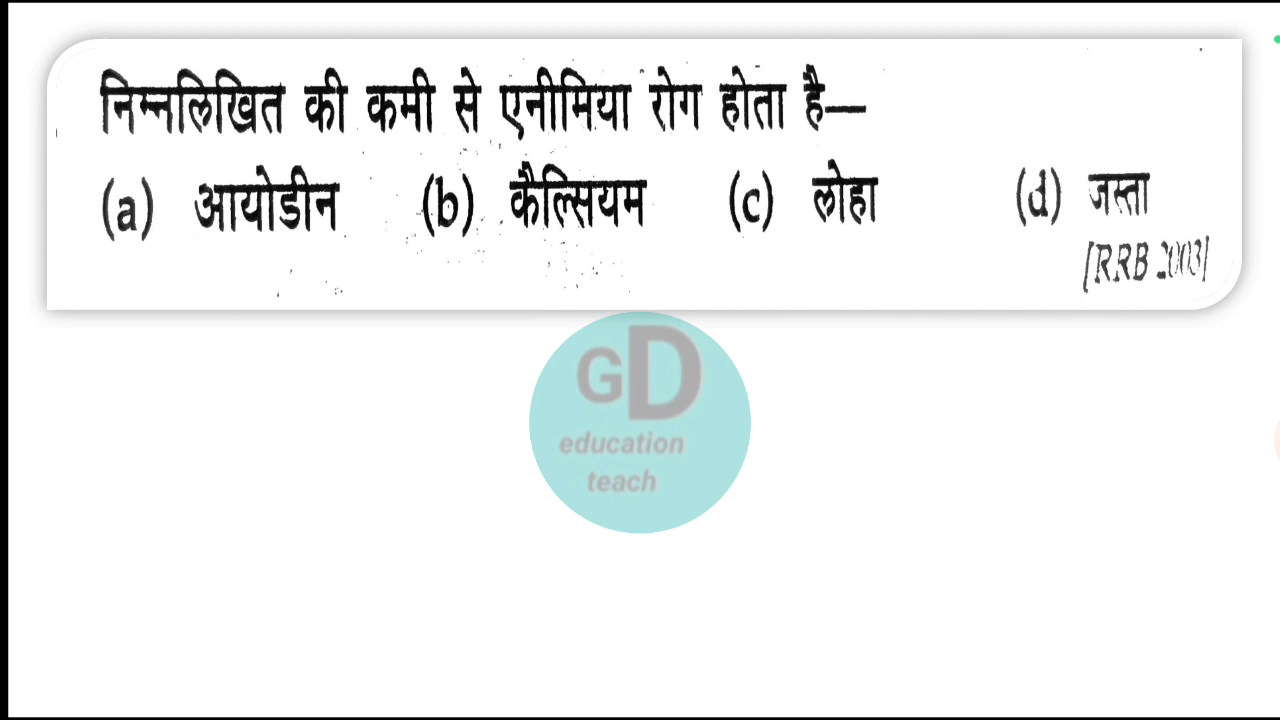 निम्नलिखित की कमी से एनीमिया रोग होता है—
(a) आयोडीन (b) कैल्सियम (c) लोहा (d) जस्ता
[RRB 2003]
GD
education
teach